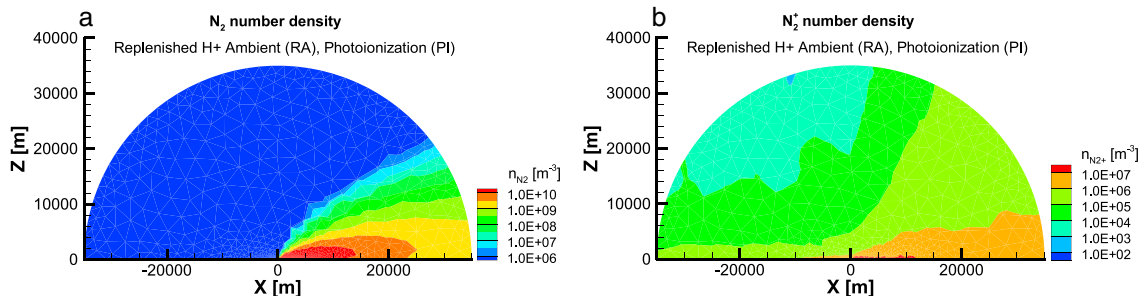 a
N₂ number density
Replenished H+ Ambient (RA), Photoionization (PI)
40000
30000
20000
10000
0
Z [m]
-20000 0 20000
X [m]
n_N2 [m⁻³]
1.0E+10
1.0E+09
1.0E+08
1.0E+07
1.0E+06
b
N₂⁺ number density
Replenished H+ Ambient (RA), Photoionization (PI)
40000
30000
20000
10000
0
Z [m]
-20000 0 20000
X [m]
n_N2+ [m⁻³]
1.0E+07
1.0E+06
1.0E+05
1.0E+04
1.0E+03
1.0E+02